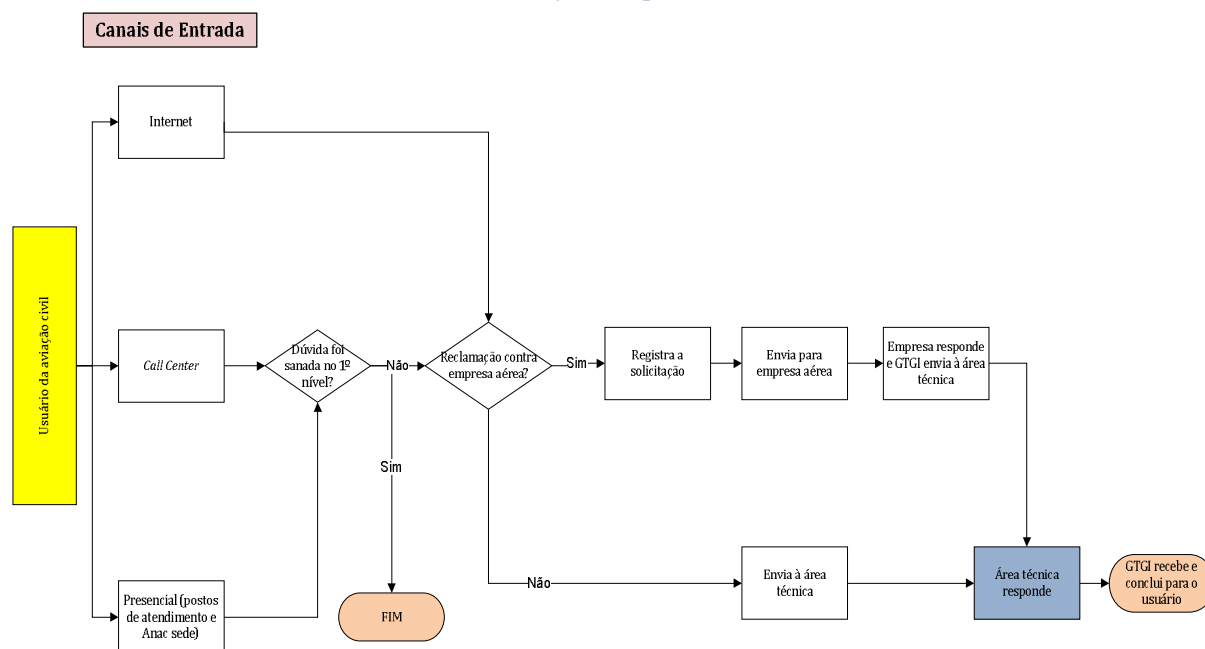 Canais de Entrada
Internet
Usuário da aviação civil
Call Center
Dúvida foi
sanada no 1º
nível?
Não
Sim
Reclamação contra
empresa aérea?
Sim
Registra a
solicitação
Envia para
empresa aérea
Empresa responde
e GTGI envia à área
técnica
Não
Envia à área
técnica
Área técnica
responde
GTGI recebe e
conclui para o
usuário
Presencial (postos
de atendimento e
Anac sede)
FIM